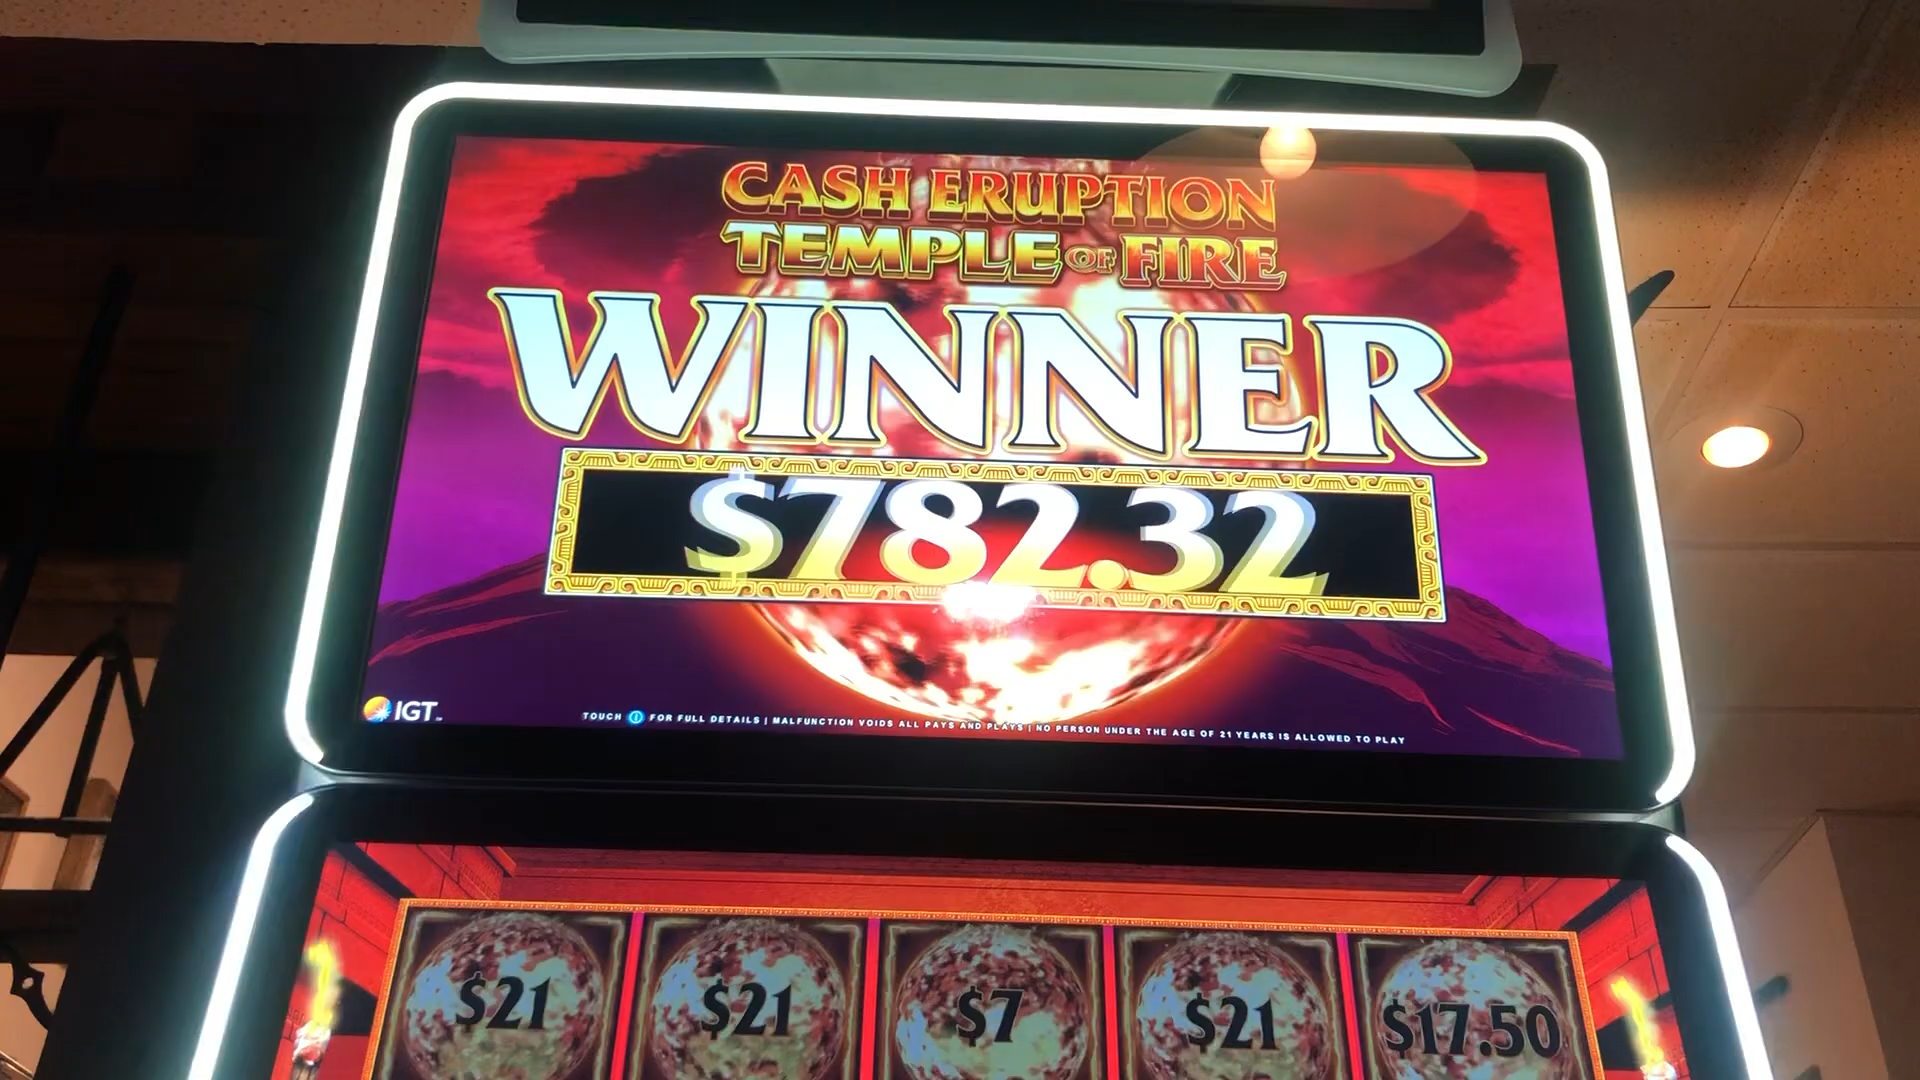 CASH ERUPTION
TEMPLE OF FIRE
WINNER
$782.32
IGT™
TOUCH i FOR FULL DETAILS | MALFUNCTION VOIDS ALL PAYS AND PLAYS | NO PERSON UNDER THE AGE OF 21 YEARS IS ALLOWED TO PLAY
$21 $21 $7 $21 $17.50